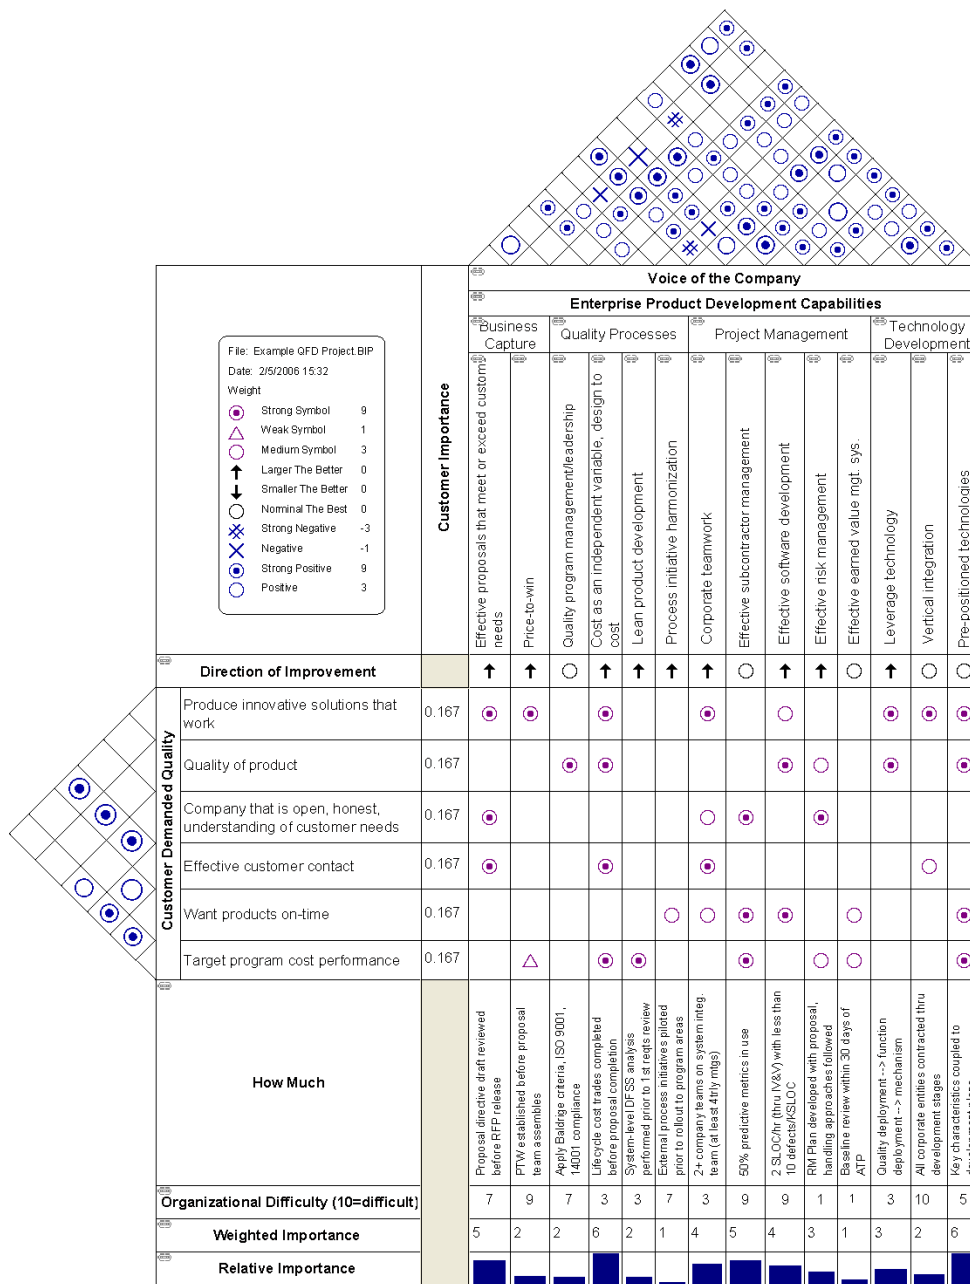 Voice of the Company
Enterprise Product Development Capabilities
Business
Capture
Quality Processes
Project Management
Technology
Development
File: Example QFD Project.BIP
Date: 2/5/2006 15:32
Weight
Strong Symbol 9
Weak Symbol 1
Medium Symbol 3
Larger The Better 0
Smaller The Better 0
Norminal The Best 0
Strong Negative -3
Negative -1
Strong Positive 9
Positive 3
Customer Importance
Effective proposals that meet or exceed custom
needs
Price-to-win
Quality program management/leadership
Cost as an independent variable, design to
cost
Lean product development
Process initiative harmonization
Corporate teamwork
Effective subcontractor management
Effective software development
Effective risk management
Effective earned value mgt. sys.
Leverage technology
Vertical integration
Pre-positioned technologies
Direction of Improvement
Customer Demanded Quality
Produce innovative solutions that
work
0.167
Quality of product
0.167
Company that is open, honest,
understanding of customer needs
0.167
Effective customer contact
0.167
Want products on-time
0.167
Target program cost performance
0.167
How Much
Proposal directive draft reviewed
before RFP release
PTW established before proposal
team assembles
Apply Baldrige criteria, ISO 9001,
14001 compliance
Lifecycle cost trades completed
before proposal completion
System-level DFSS analysis
performed prior to 1st reqts review
External process initiatives piloted
prior to rollout to program areas
2+ company teams on system integ.
team (at least 4trly mtgs)
50% predictive metrics in use
2 SLOC/hr (thru IV&V) with less than
10 defects/KSLOC
RM Plan developed with proposal,
handling approaches followed
Baseline review within 30 days of
ATP
Quality deployment --> function
deployment --> mechanism
All corporate entities contracted thru
development stages
Key characteristics coupled to
Organizational Difficulty (10=difficult) 7 9 7 3 3 7 3 9 9 1 1 3 10 5
Weighted Importance 5 2 2 6 2 1 4 5 4 3 1 3 2 6
Relative Importance